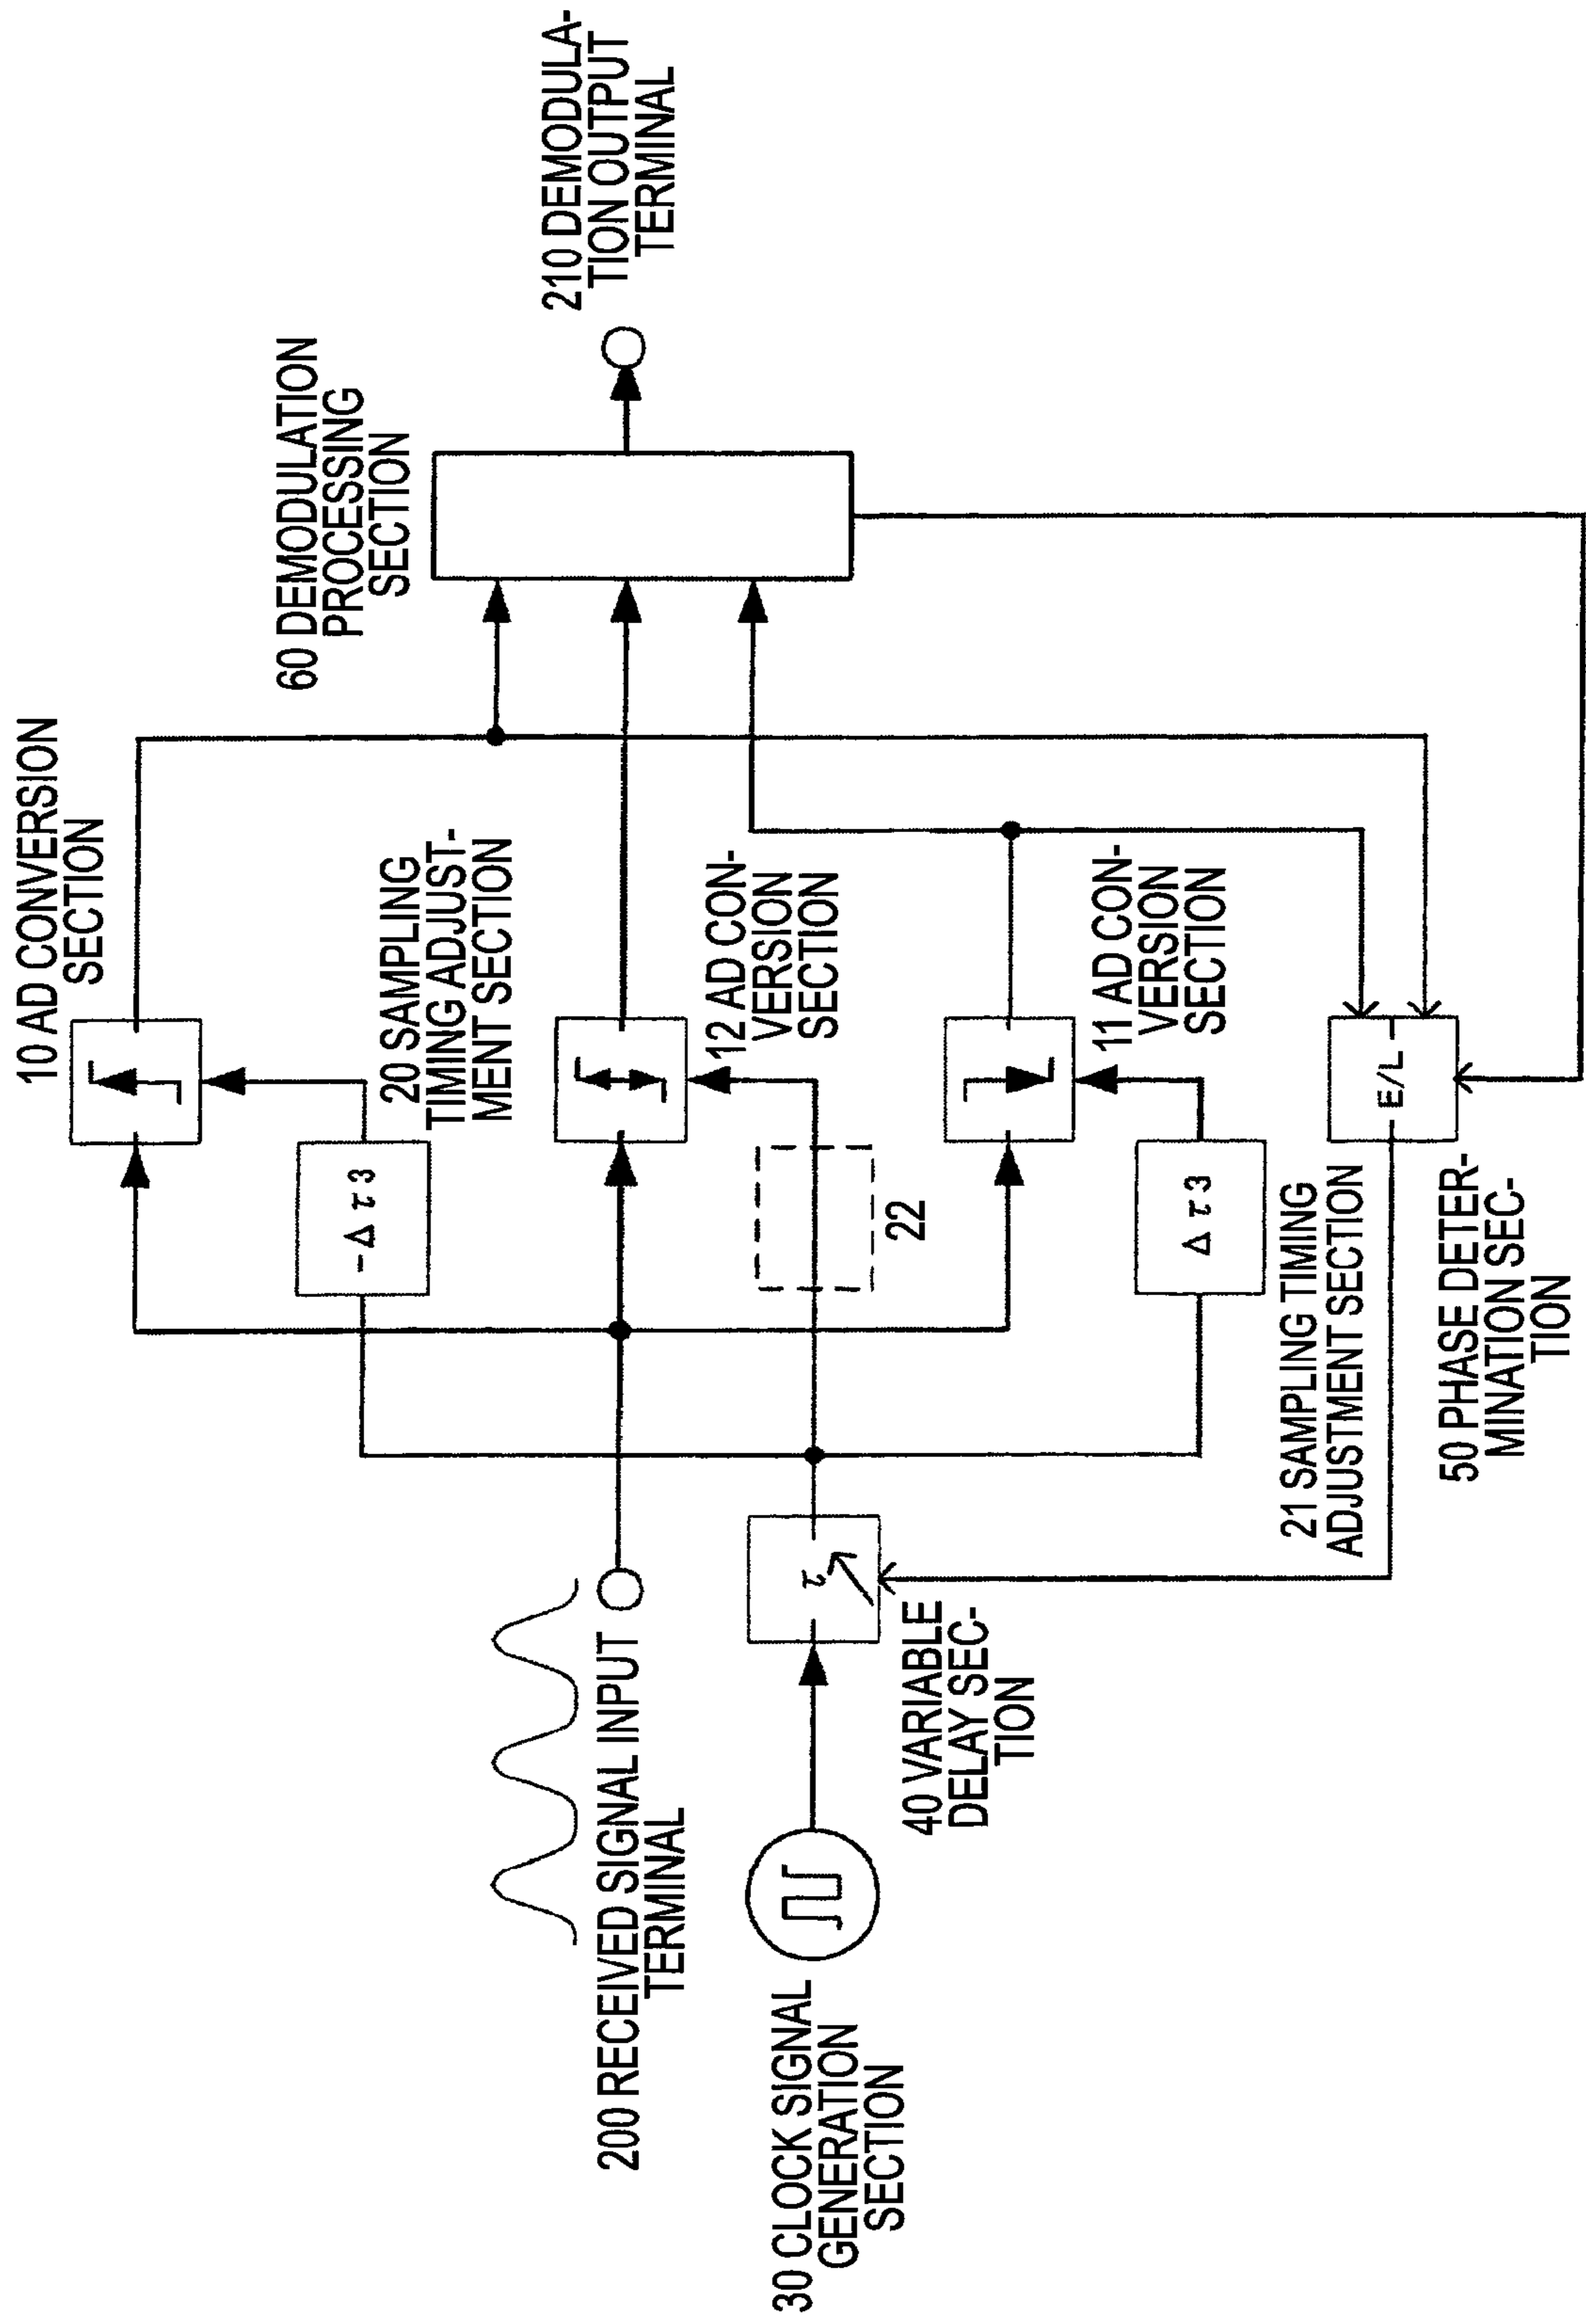 10 AD CONVERSION
SECTION
60 DEMODULATION
PROCESSING
SECTION
210 DEMODULA-
TION OUTPUT
TERMINAL
20 SAMPLING
TIMING ADJUST-
MENT SECTION
-Δτ3
12 AD CON-
VERSION
SECTION
22
200 RECEIVED SIGNAL INPUT
TERMINAL
30 CLOCK SIGNAL
GENERATION
SECTION
τ
40 VARIABLE
DELAY SEC-
TION
11 AD CON-
VERSION
SECTION
Δτ3
21 SAMPLING TIMING
ADJUSTMENT SECTION
E/L
50 PHASE DETER-
MINATION SEC-
TION